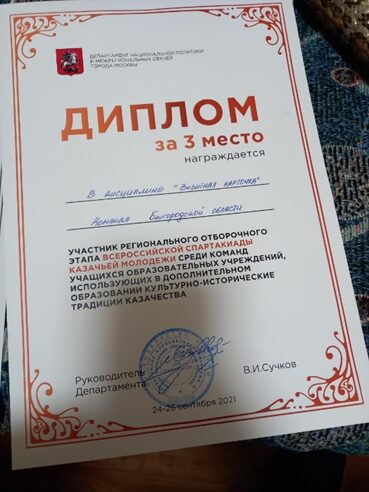 ДЕПАРТАМЕНТ НАЦИОНАЛЬНОЙ ПОЛИТИКИ
И МЕЖРЕГИОНАЛЬНЫХ СВЯЗЕЙ
ГОРОДА МОСКВЫ
ДИПЛОМ
за 3 место
награждается
В дисциплине "Визитная карточка"
Команда Белгородской области
УЧАСТНИК РЕГИОНАЛЬНОГО ОТБОРОЧНОГО
ЭТАПА ВСЕРОССИЙСКОЙ СПАРТАКИАДЫ
КАЗАЧЬЕЙ МОЛОДЕЖИ СРЕДИ КОМАНД
УЧАЩИХСЯ ОБРАЗОВАТЕЛЬНЫХ УЧРЕЖДЕНИЙ,
ИСПОЛЬЗУЮЩИХ В ДОПОЛНИТЕЛЬНОМ
ОБРАЗОВАНИИ КУЛЬТУРНО-ИСТОРИЧЕСКИЕ
ТРАДИЦИИ КАЗАЧЕСТВА
Руководитель
Департамента
В.И.Сучков
24-26 сентября 2021